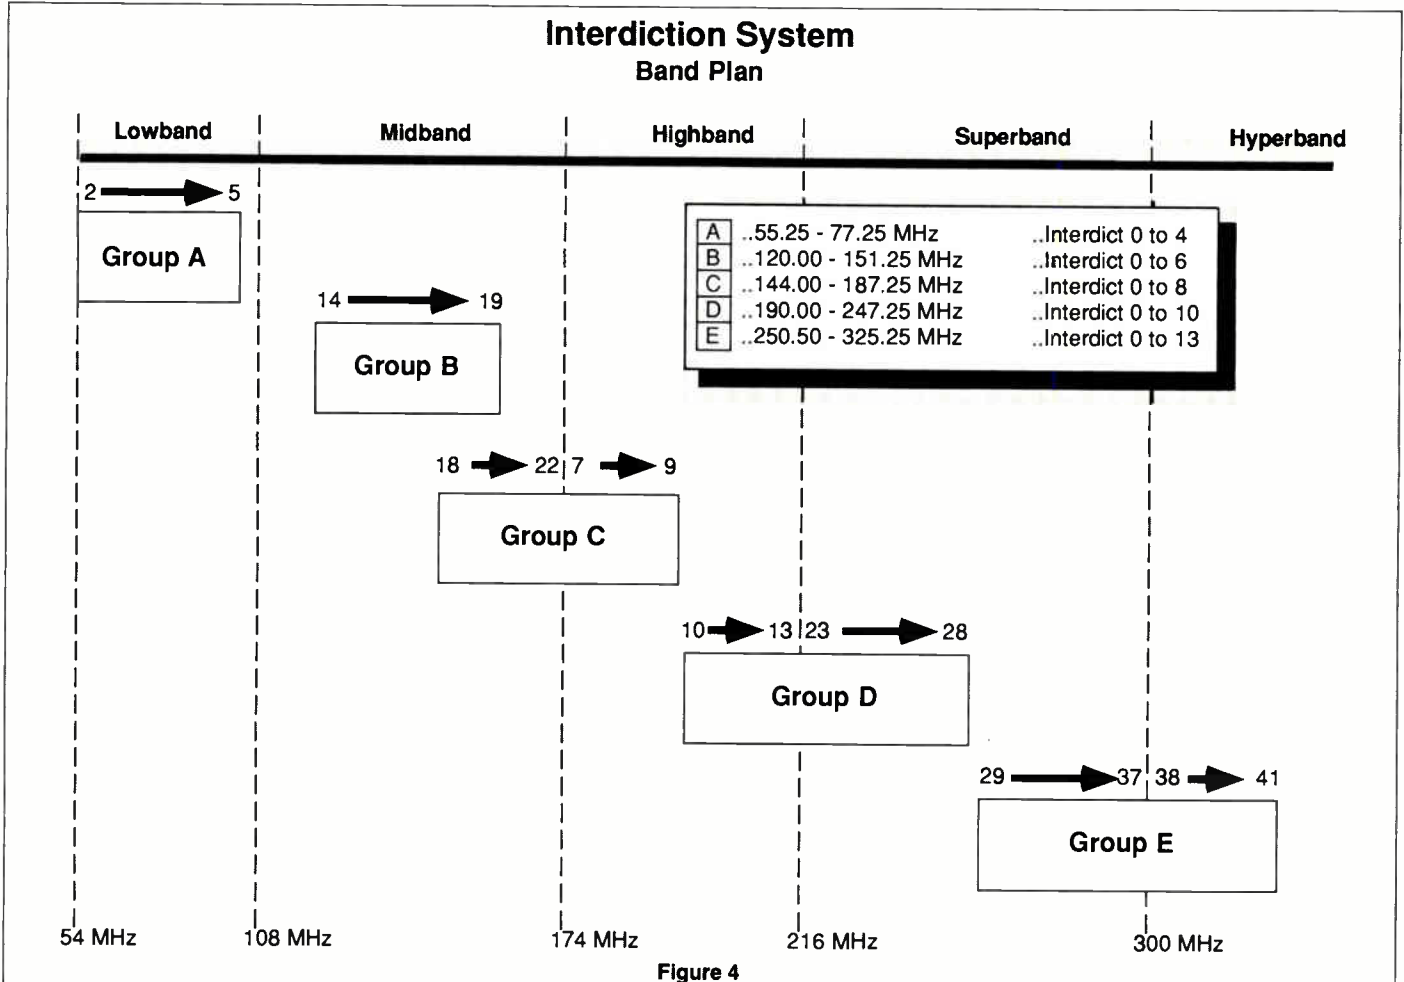 Interdiction System
Band Plan
Lowband Midband Highband Superband Hyperband
2 5
Group A
A ..55.25 - 77.25 MHz ..Interdict 0 to 4
B ..120.00 - 151.25 MHz ..Interdict 0 to 6
C ..144.00 - 187.25 MHz ..Interdict 0 to 8
D ..190.00 - 247.25 MHz ..Interdict 0 to 10
E ..250.50 - 325.25 MHz ..Interdict 0 to 13
14 19
Group B
18 22 7 9
Group C
10 13 23 28
Group D
29 37 38 41
Group E
54 MHz 108 MHz 174 MHz 216 MHz 300 MHz
Figure 4